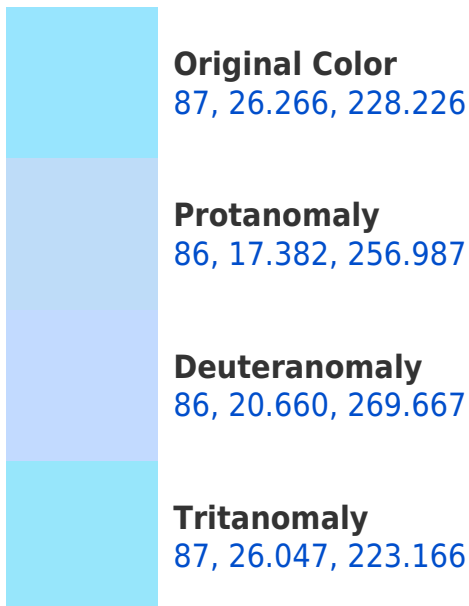 Original Color
87, 26.266, 228.226
Protanomaly
86, 17.382, 256.987
Deuteranomaly
86, 20.660, 269.667
Tritanomaly
87, 26.047, 223.166